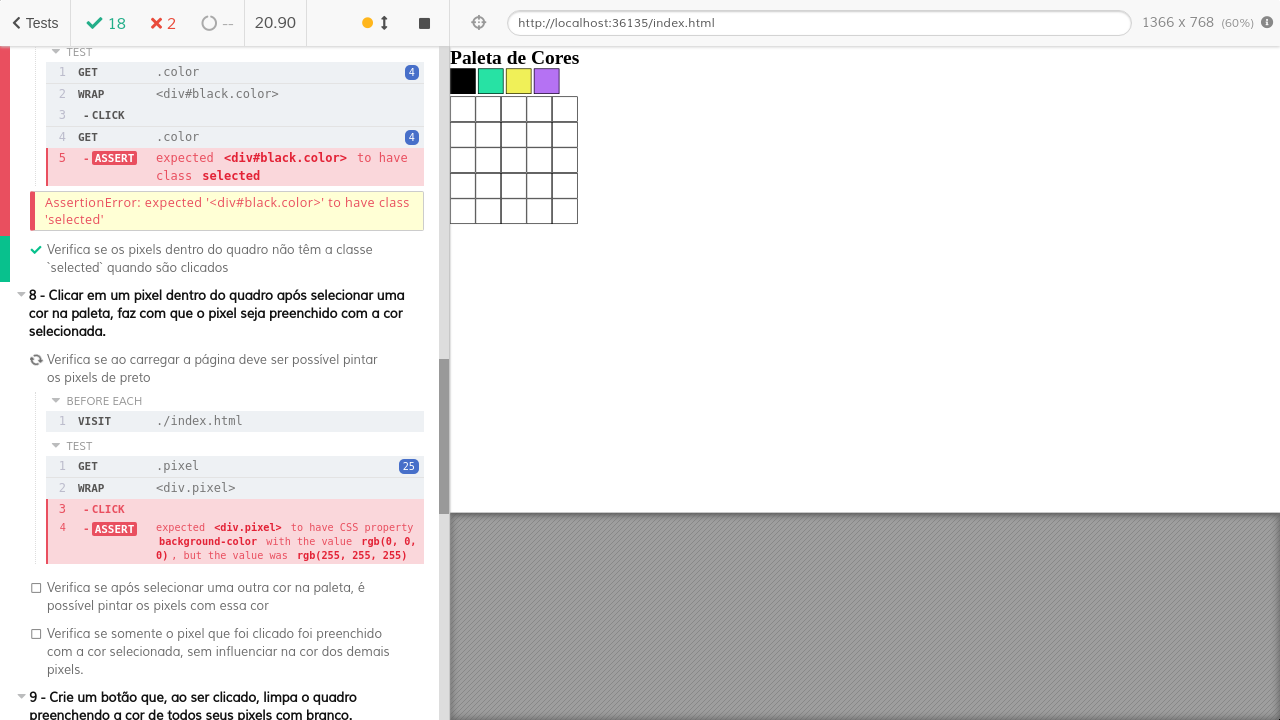 Tests
18
2
--
20.90
http://localhost:36135/index.html
1366 x 768 (60%)
TEST
1 GET .color 4
2 WRAP <div#black.color>
3 - CLICK
4 GET .color 4
5 - ASSERT expected <div#black.color> to have
class selected
AssertionError: expected '<div#black.color>' to have class
'selected'
Verifica se os pixels dentro do quadro não têm a classe
`selected` quando são clicados
8 - Clicar em um pixel dentro do quadro após selecionar uma
cor na paleta, faz com que o pixel seja preenchido com a cor
selecionada.
Verifica se ao carregar a página deve ser possível pintar
os pixels de preto
BEFORE EACH
1 VISIT ./index.html
TEST
1 GET .pixel 25
2 WRAP <div.pixel>
3 - CLICK
4 - ASSERT expected <div.pixel> to have CSS property
background-color with the value rgb(0, 0,
0) , but the value was rgb(255, 255, 255)
Verifica se após selecionar uma outra cor na paleta, é
possível pintar os pixels com essa cor
Verifica se somente o pixel que foi clicado foi preenchido
com a cor selecionada, sem influenciar na cor dos demais
pixels.
9 - Crie um botão que, ao ser clicado, limpa o quadro
preenchendo a cor de todos seus pixels com branco.
Paleta de Cores